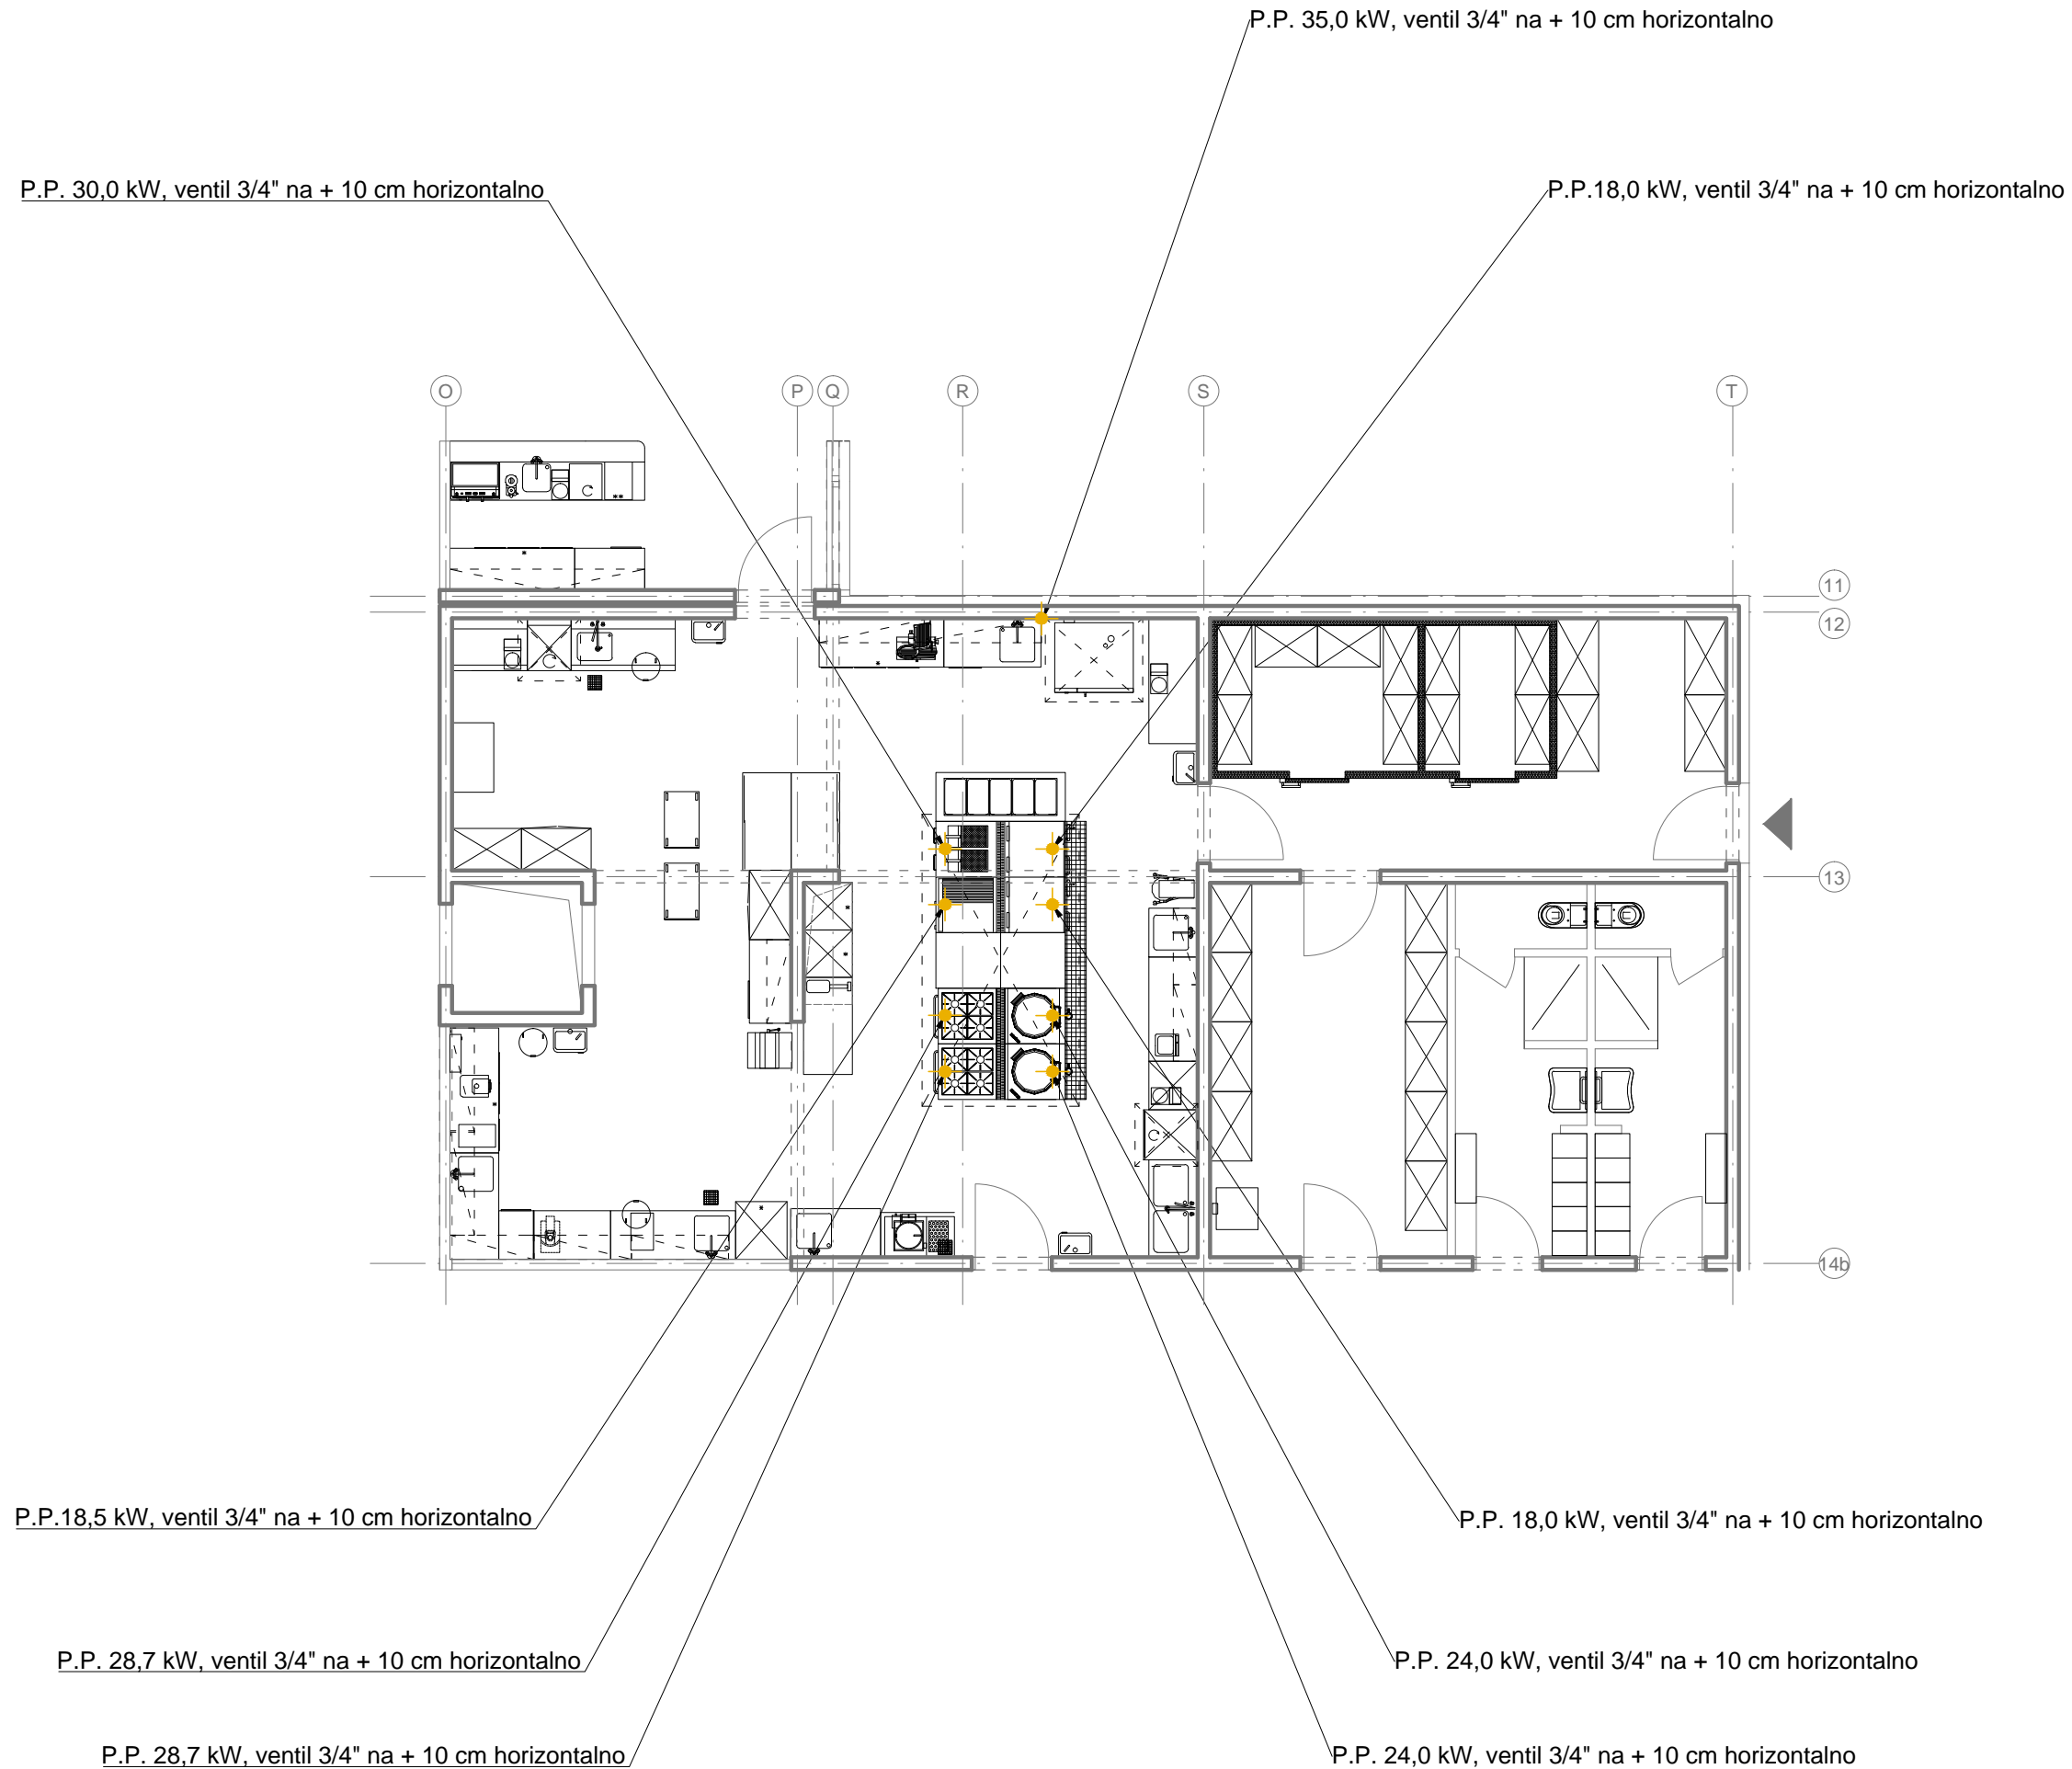 P.P. 35,0 kW, ventil 3/4" na + 10 cm horizontalno
P.P. 30,0 kW, ventil 3/4" na + 10 cm horizontalno
P.P.18,0 kW, ventil 3/4" na + 10 cm horizontalno
O
P
Q
R
S
T
11
12
13
14b
P.P.18,5 kW, ventil 3/4" na + 10 cm horizontalno
P.P. 18,0 kW, ventil 3/4" na + 10 cm horizontalno
P.P. 28,7 kW, ventil 3/4" na + 10 cm horizontalno
P.P. 24,0 kW, ventil 3/4" na + 10 cm horizontalno
P.P. 28,7 kW, ventil 3/4" na + 10 cm horizontalno
P.P. 24,0 kW, ventil 3/4" na + 10 cm horizontalno